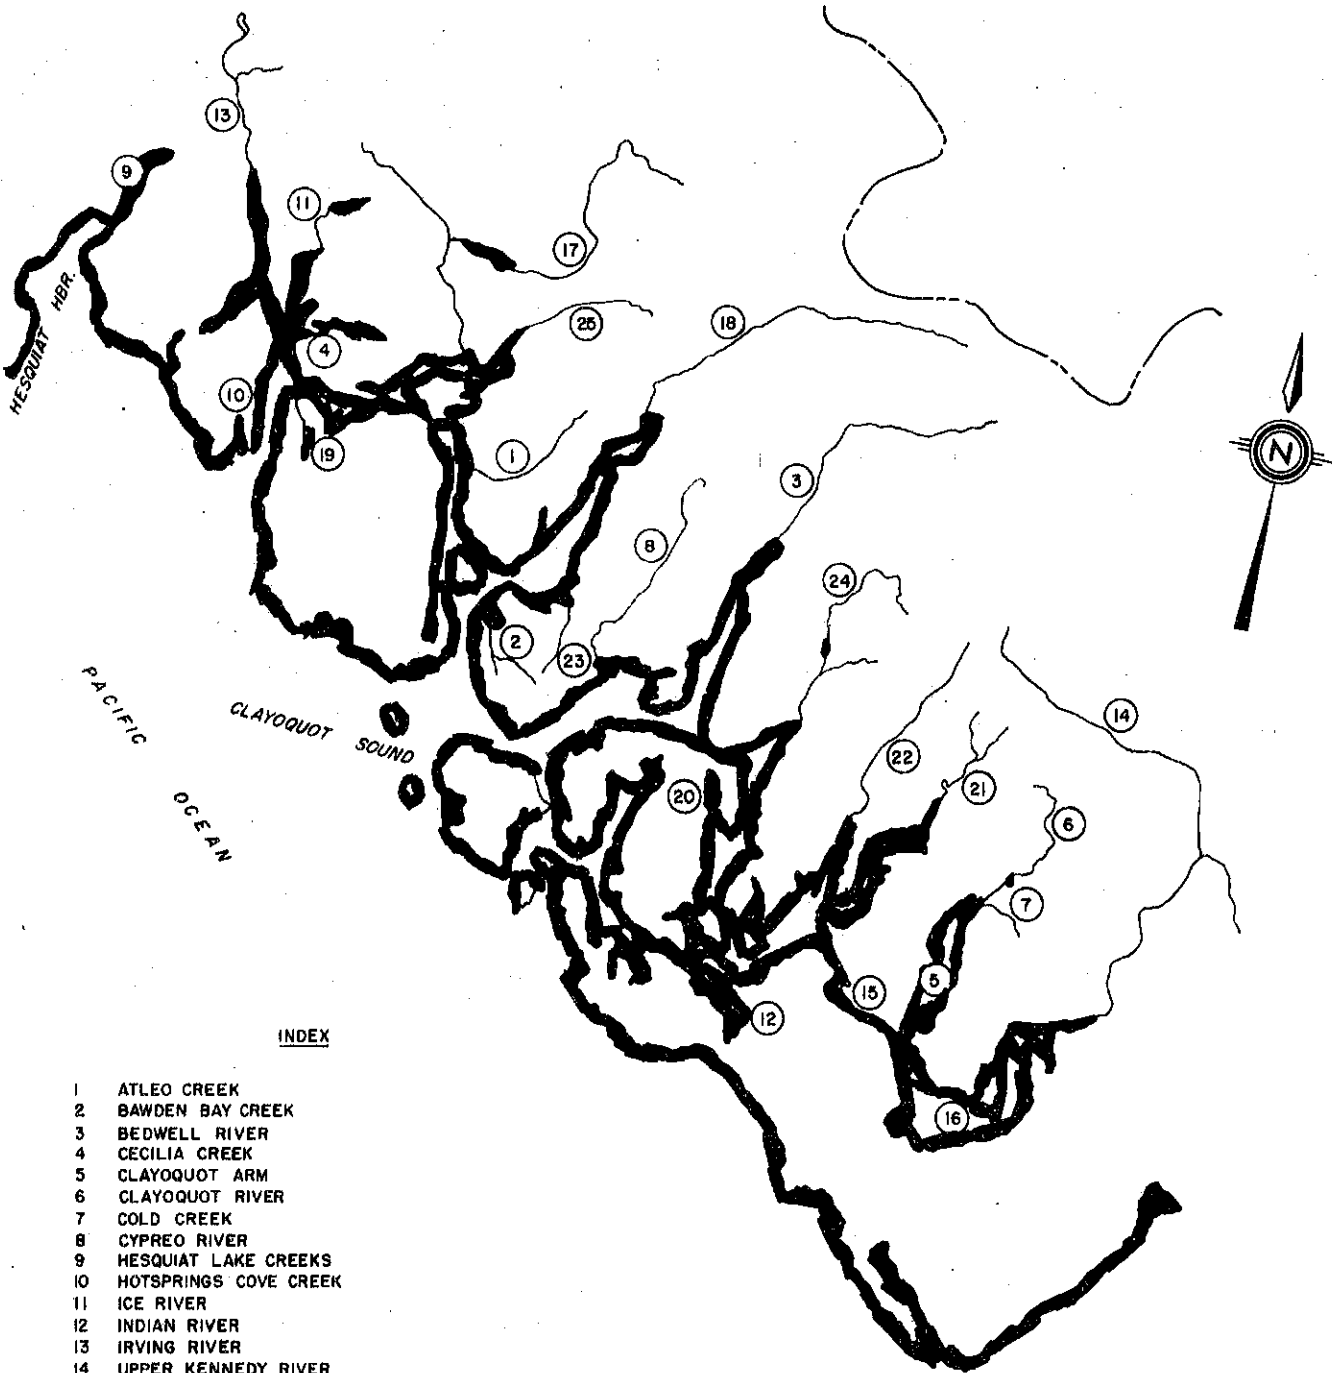 13
9
11
17
HESQUIAT HBR.
25
18
4
10
19
1
3
N
8
24
2
23
PACIFIC OCEAN
CLAYOQUOT SOUND
14
22
20
21
6
7
5
15
12
16
INDEX
1 ATLEO CREEK
2 BAWDEN BAY CREEK
3 BEDWELL RIVER
4 CECILIA CREEK
5 CLAYOQUOT ARM
6 CLAYOQUOT RIVER
7 COLD CREEK
8 CYPREO RIVER
9 HESQUIAT LAKE CREEKS
10 HOTSPRINGS COVE CREEK
11 ICE RIVER
12 INDIAN RIVER
13 IRVING RIVER
14 UPPER KENNEDY RIVER